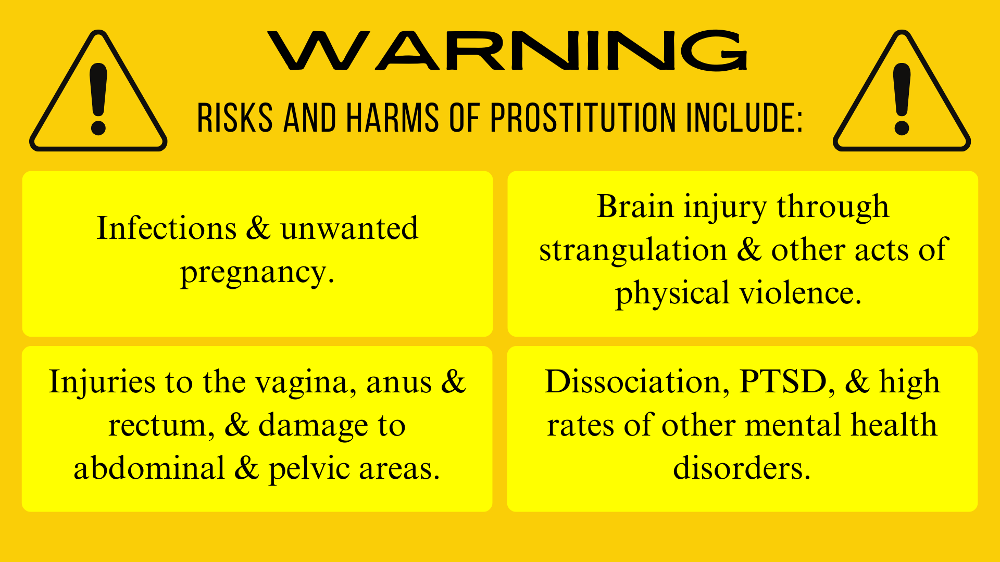 WARNING
RISKS AND HARMS OF PROSTITUTION INCLUDE:
Infections & unwanted
pregnancy.
Brain injury through
strangulation & other acts of
physical violence.
Injuries to the vagina, anus &
rectum, & damage to
abdominal & pelvic areas.
Dissociation, PTSD, & high
rates of other mental health
disorders.